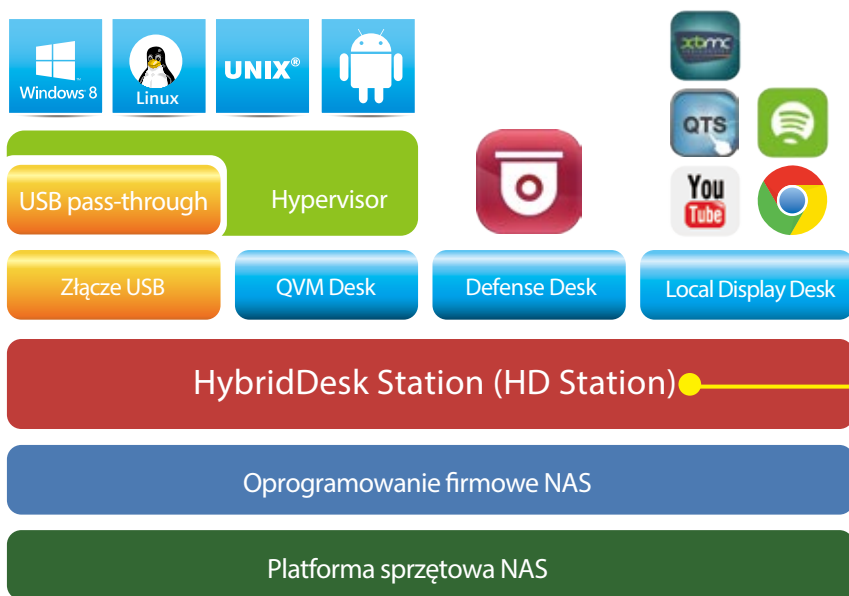 Windows 8
Linux
UNIX®
xbmc
QTS
You
Tube
USB pass-through
Hypervisor
Złącze USB
QVM Desk
Defense Desk
Local Display Desk
HybridDesk Station (HD Station)
Oprogramowanie firmowe NAS
Platforma sprzętowa NAS